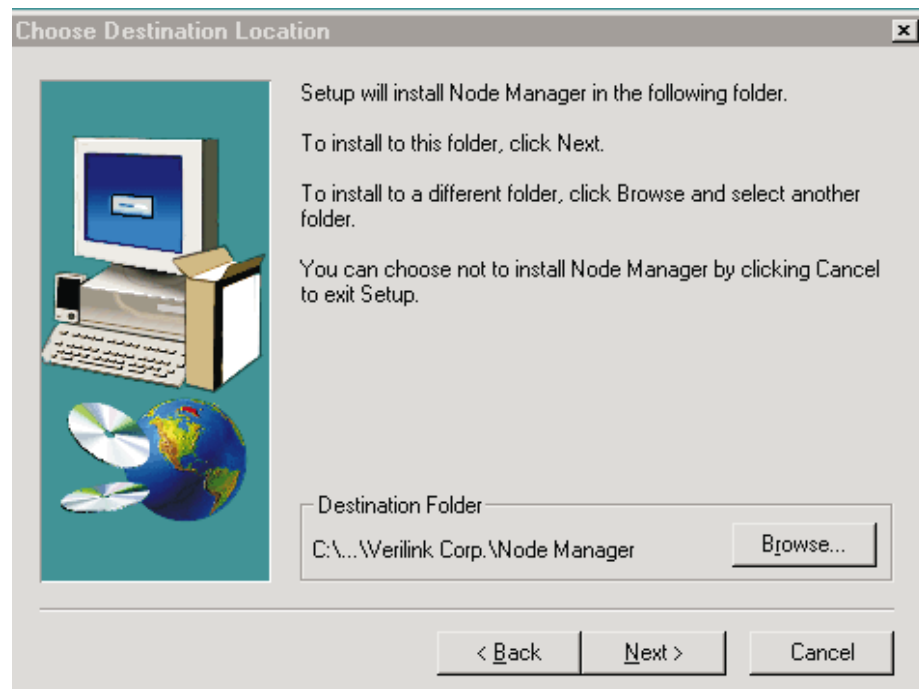 Choose Destination Location
Setup will install Node Manager in the following folder.
To install to this folder, click Next.
To install to a different folder, click Browse and select another
folder.
You can choose not to install Node Manager by clicking Cancel
to exit Setup.
Destination Folder
C:\...\Verilink Corp.\Node Manager
Browse...
< Back
Next >
Cancel